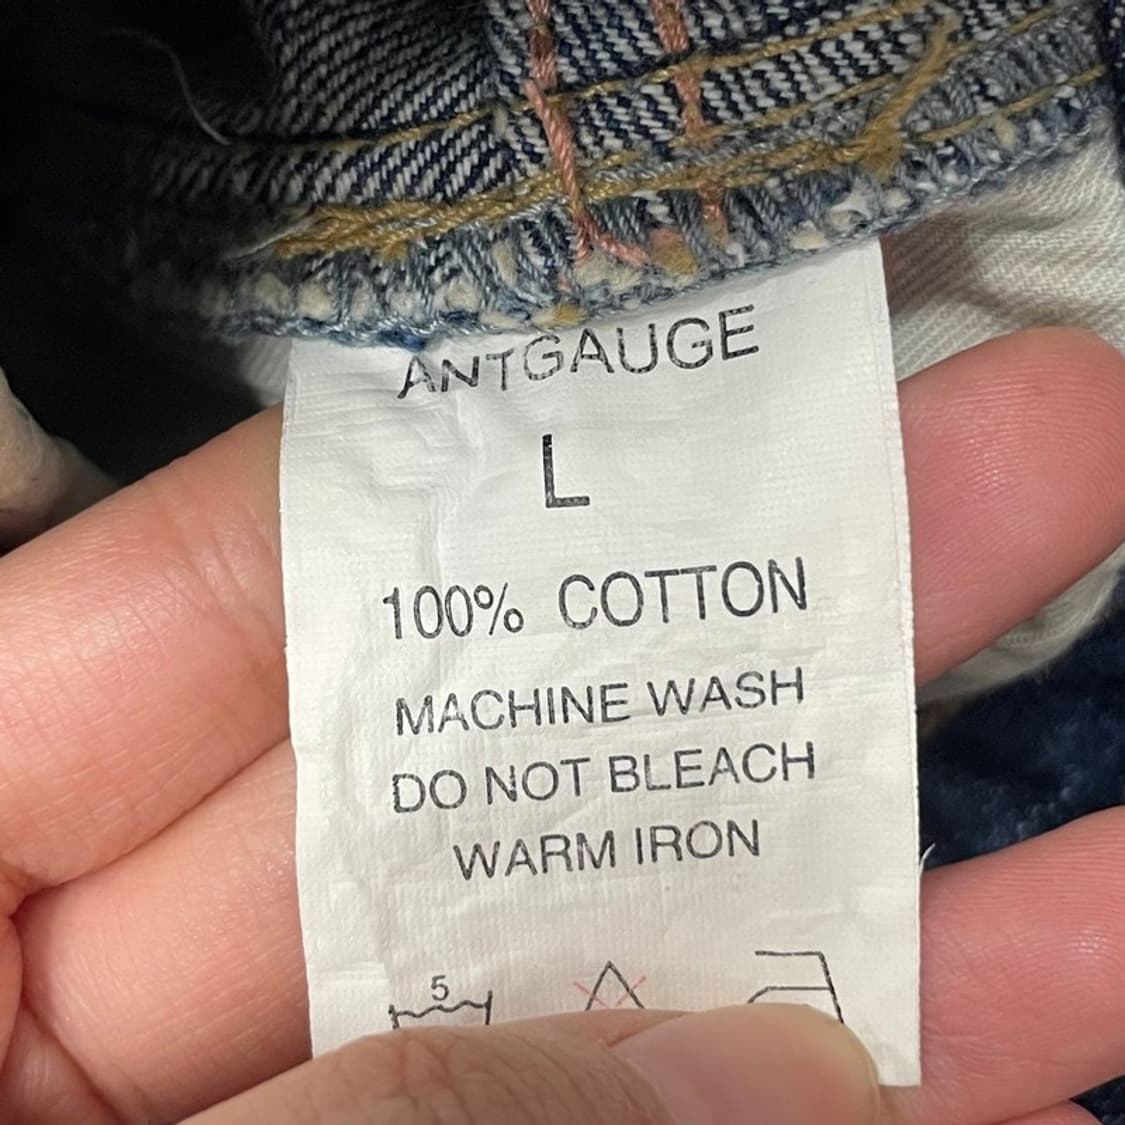 ANTGAUGE
L
100% COTTON
MACHINE WASH
DO NOT BLEACH
WARM IRON
5